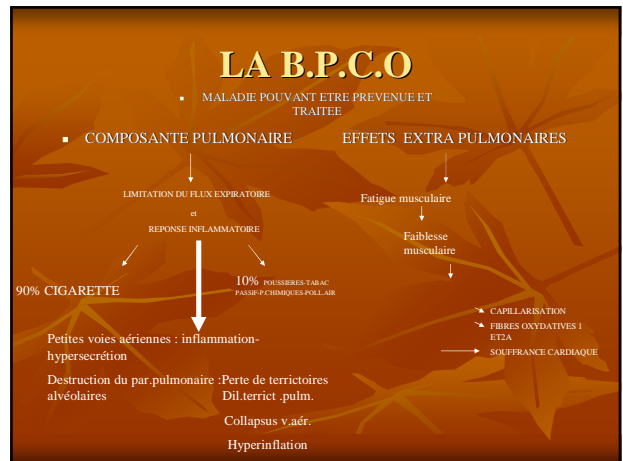 LA B.P.C.O
MALADIE POUVANT ETRE PREVENUE ET
TRAITEE
COMPOSANTE PULMONAIRE
LIMITATION DU FLUX EXPIRATOIRE
et
REPONSE INFLAMMATOIRE
90% CIGARETTE
10% POUSSIERES-TABAC
PASSIF-P.CHIMIQUES-POLL.AIR
Petites voies aériennes : inflammation-
hypersecrétion
Destruction du par.pulmonaire :Perte de terrictoires
alvéolaires Dil.territct .pulm.
Collapsus v.aér.
Hyperinflation
EFFETS EXTRA PULMONAIRES
Fatigue musculaire
Faiblesse
musculaire
CAPILLARISATION
FIBRES OXYDATIVES 1
ET2A
SOUFFRANCE CARDIAQUE